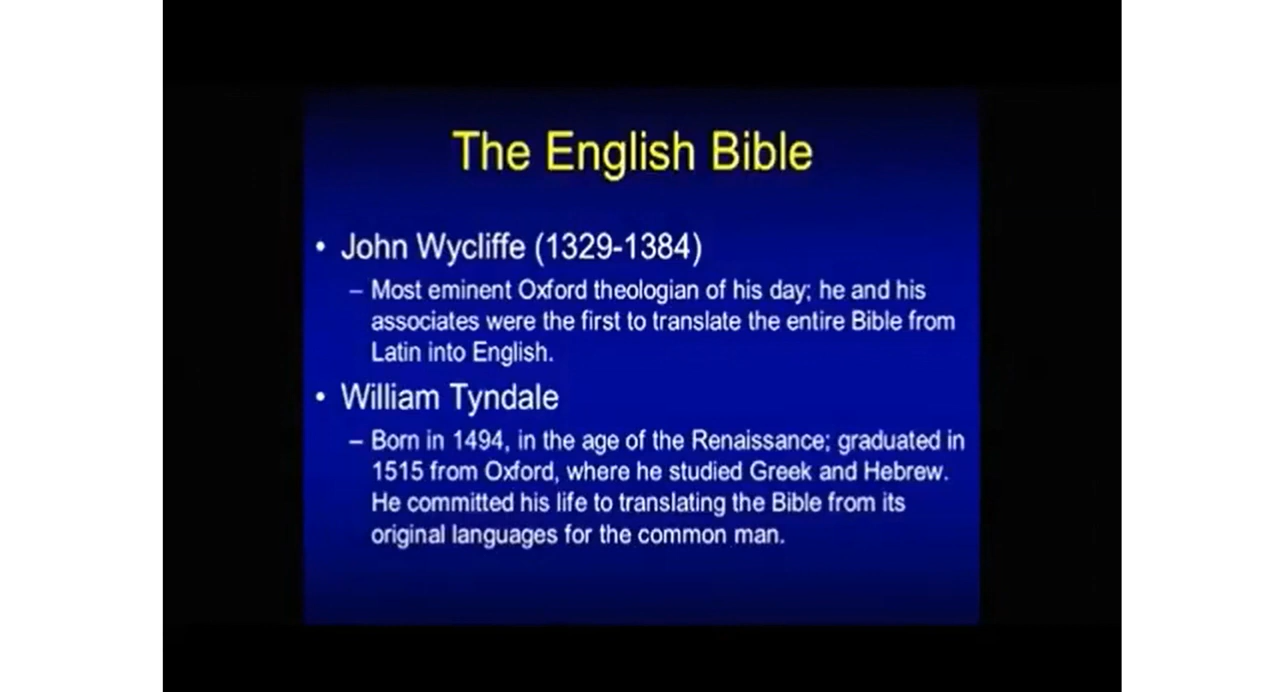 The English Bible
• John Wycliffe (1329-1384)
– Most eminent Oxford theologian of his day; he and his
associates were the first to translate the entire Bible from
Latin into English.
• William Tyndale
– Born in 1494, in the age of the Renaissance; graduated in
1515 from Oxford, where he studied Greek and Hebrew.
He committed his life to translating the Bible from its
original languages for the common man.